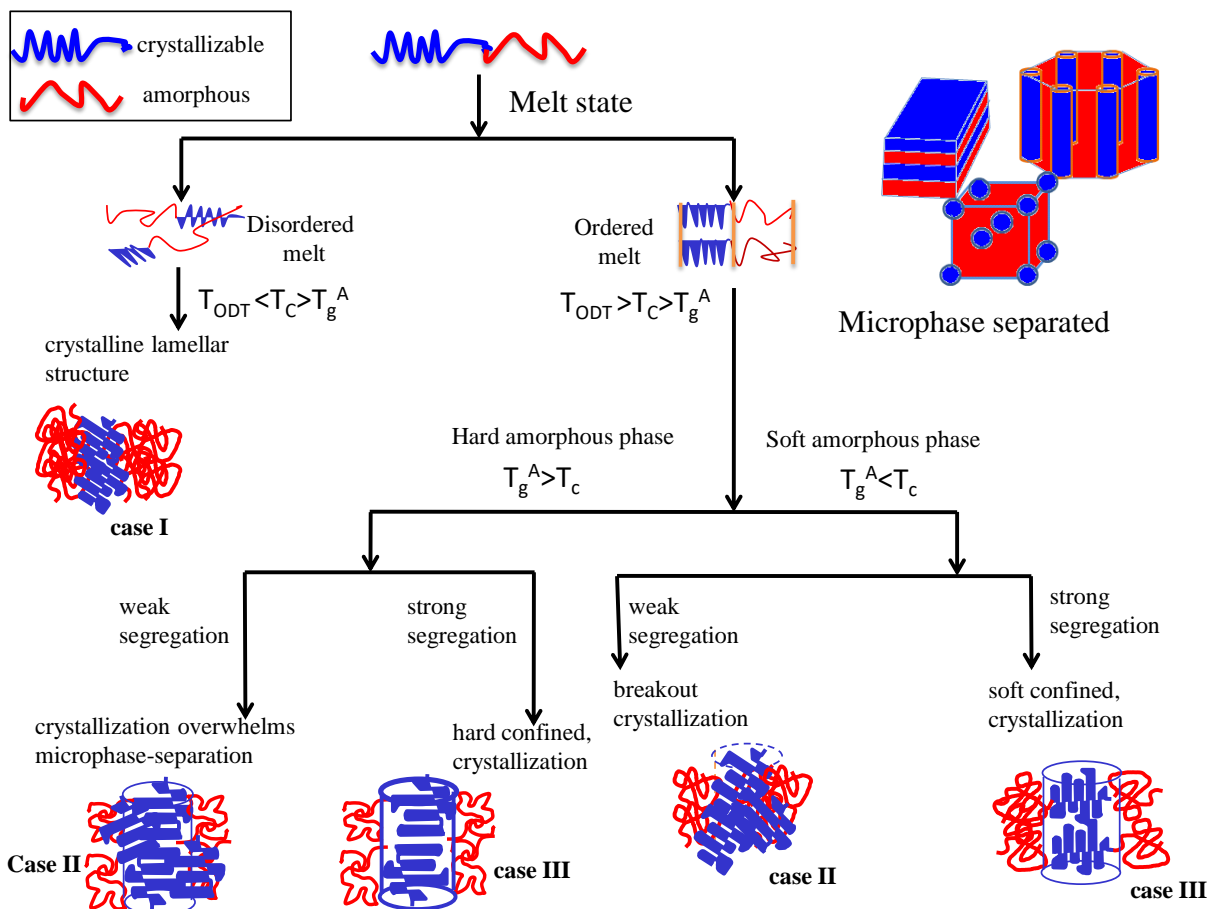 crystallizable
amorphous
Melt state
Disordered
melt
Ordered
melt
T_ODT <T_C>T_g^A
T_ODT >T_C>T_g^A
Microphase separated
crystalline lamellar
structure
case I
Hard amorphous phase
T_g^A>T_c
Soft amorphous phase
T_g^A<T_c
weak
segregation
strong
segregation
weak
segregation
strong
segregation
crystallization overwhelms
microphase-separation
hard confined,
crystallization
breakout
crystallization
soft confined,
crystallization
Case II
case III
case II
case III